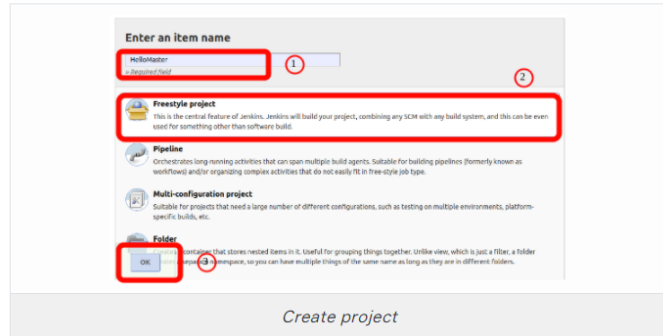 Enter an item name
HelloMaster
» Required field
1
2
Freestyle project
This is the central feature of Jenkins. Jenkins will build your project, combining any SCM with any build system, and this can be even
used for something other than software build.
Pipeline
Orchestrates long-running activities that can span multiple build agents. Suitable for building pipelines (formerly known as
workflows) and/or organizing complex activities that do not easily fit in free-style job type.
Multi-configuration project
Suitable for projects that need a large number of different configurations, such as testing on multiple environments, platform-
specific builds, etc.
Folder
container that stores nested items in it. Useful for grouping things together. Unlike view, which is just a filter, a folder
OK
3
namespace, so you can have multiple things of the same name as long as they are in different folders.
Create project